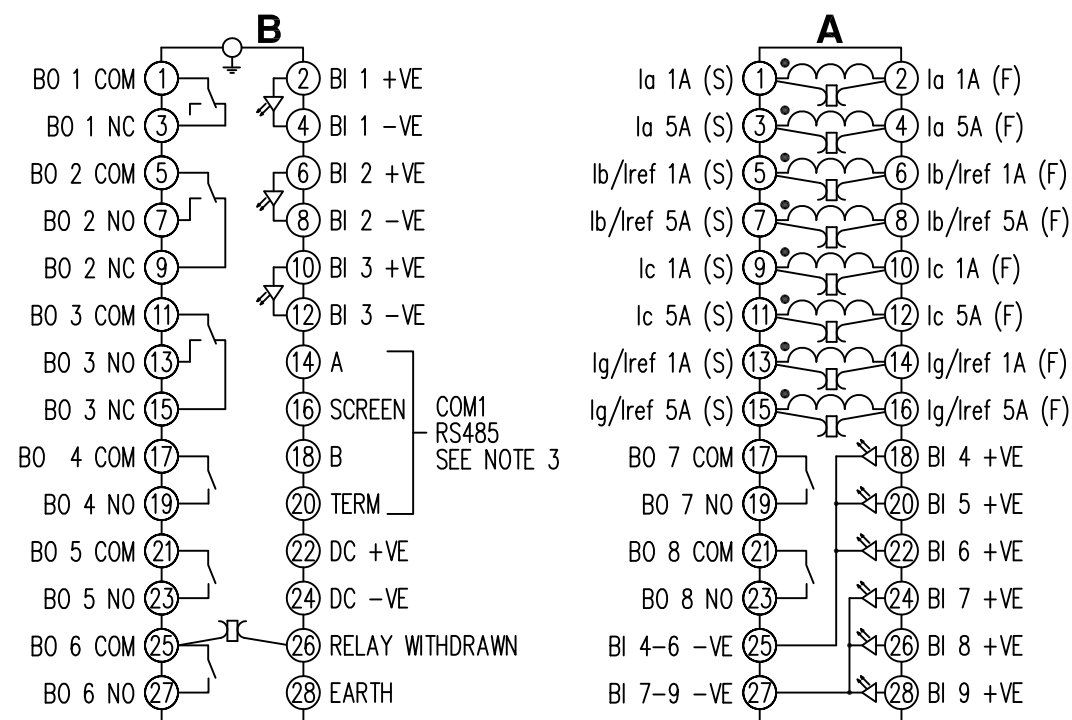 B
A
BO 1 COM 1 2 BI 1 +VE
BO 1 NC 3 4 BI 1 -VE
BO 2 COM 5 6 BI 2 +VE
BO 2 NO 7 8 BI 2 -VE
BO 2 NC 9 10 BI 3 +VE
BO 3 COM 11 12 BI 3 -VE
BO 3 NO 13 14 A
BO 3 NC 15 16 SCREEN
BO 4 COM 17 18 B
BO 4 NO 19 20 TERM
COM1
RS485
SEE NOTE 3
BO 5 COM 21 22 DC +VE
BO 5 NO 23 24 DC -VE
BO 6 COM 25 26 RELAY WITHDRAWN
BO 6 NO 27 28 EARTH
Ia 1A (S) 1 2 Ia 1A (F)
Ia 5A (S) 3 4 Ia 5A (F)
Ib/Iref 1A (S) 5 6 Ib/Iref 1A (F)
Ib/Iref 5A (S) 7 8 Ib/Iref 5A (F)
Ic 1A (S) 9 10 Ic 1A (F)
Ic 5A (S) 11 12 Ic 5A (F)
Ig/Iref 1A (S) 13 14 Ig/Iref 1A (F)
Ig/Iref 5A (S) 15 16 Ig/Iref 5A (F)
BO 7 COM 17 18 BI 4 +VE
BO 7 NO 19 20 BI 5 +VE
BO 8 COM 21 22 BI 6 +VE
BO 8 NO 23 24 BI 7 +VE
BI 4-6 -VE 25 26 BI 8 +VE
BI 7-9 -VE 27 28 BI 9 +VE